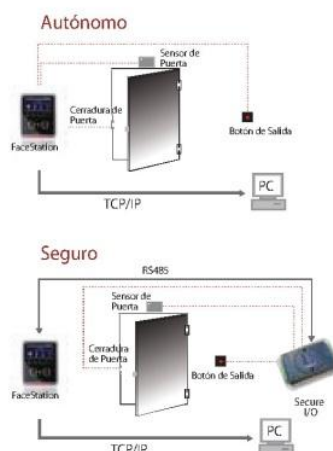 Autónomo
Sensor de
Puerta
Cerradura de
Puerta
FaceStation
Botón de Salida
PC
TCP/IP
Seguro
RS485
Sensor de
Puerta
Cerradura
de Puerta
FaceStation
Botón de Salida
Secure
I/O
PC
TCP/IP